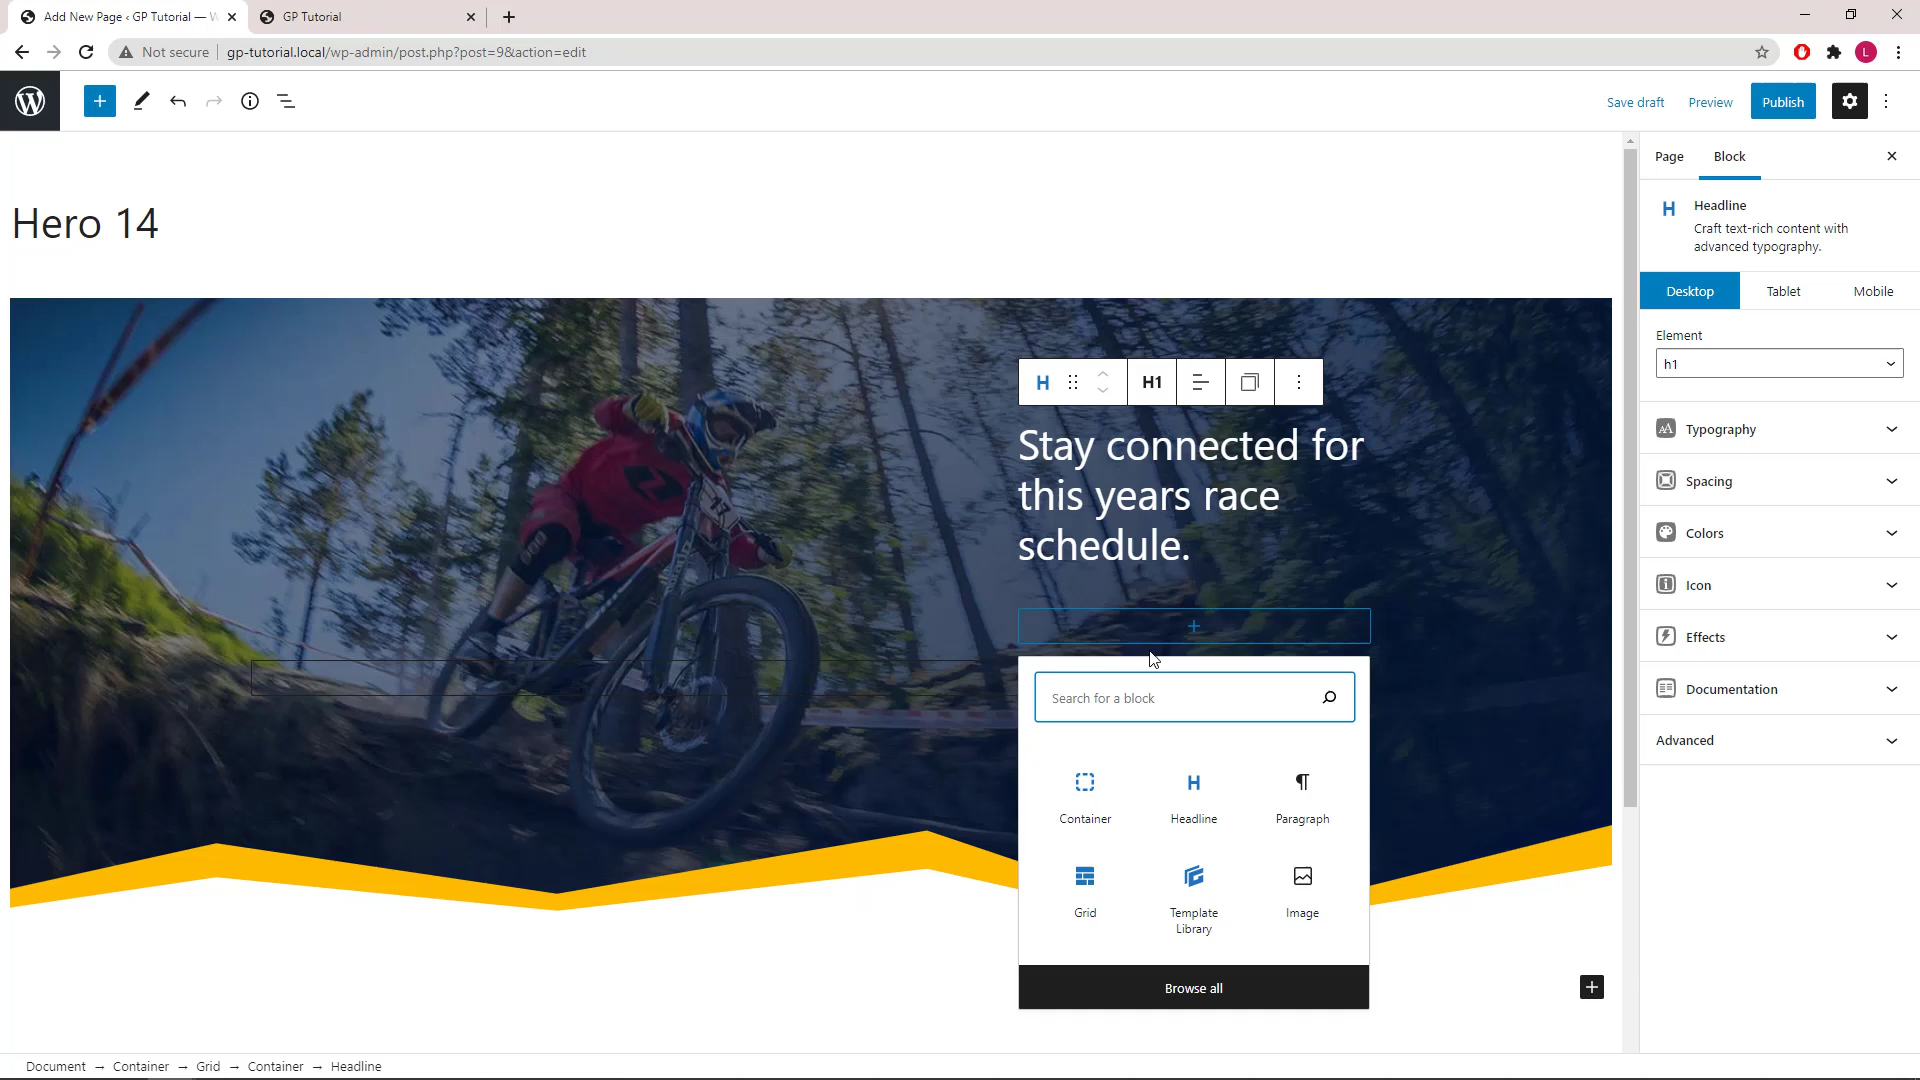 Add New Page ‹ GP Tutorial — W
GP Tutorial
Not secure
gp-tutorial.local/wp-admin/post.php?post=9&action=edit
L
Save draft
Preview
Publish
Page
Block
Hero 14
H
Headline
Craft text-rich content with
advanced typography.
Desktop
Tablet
Mobile
Element
h1
H
H1
Typography
Stay connected for
this years race
schedule.
Spacing
Colors
Icon
Effects
Documentation
Advanced
Search for a block
Container
H
Headline
Paragraph
Grid
Template
Library
Image
Browse all
Document → Container → Grid → Container → Headline